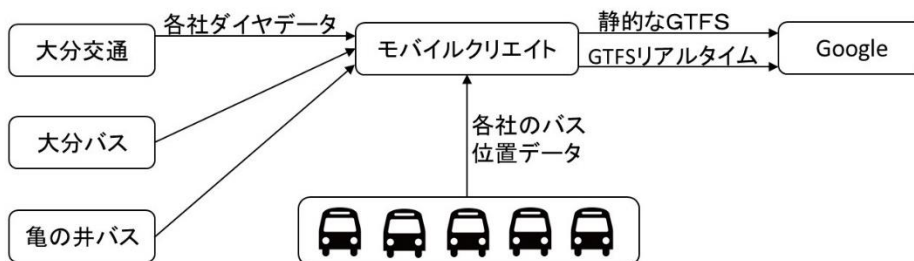 大分交通
各社ダイヤデータ
モバイルクリエイト
静的なGTFS
GTFSリアルタイム
Google
大分バス
各社のバス
位置データ
亀の井バス